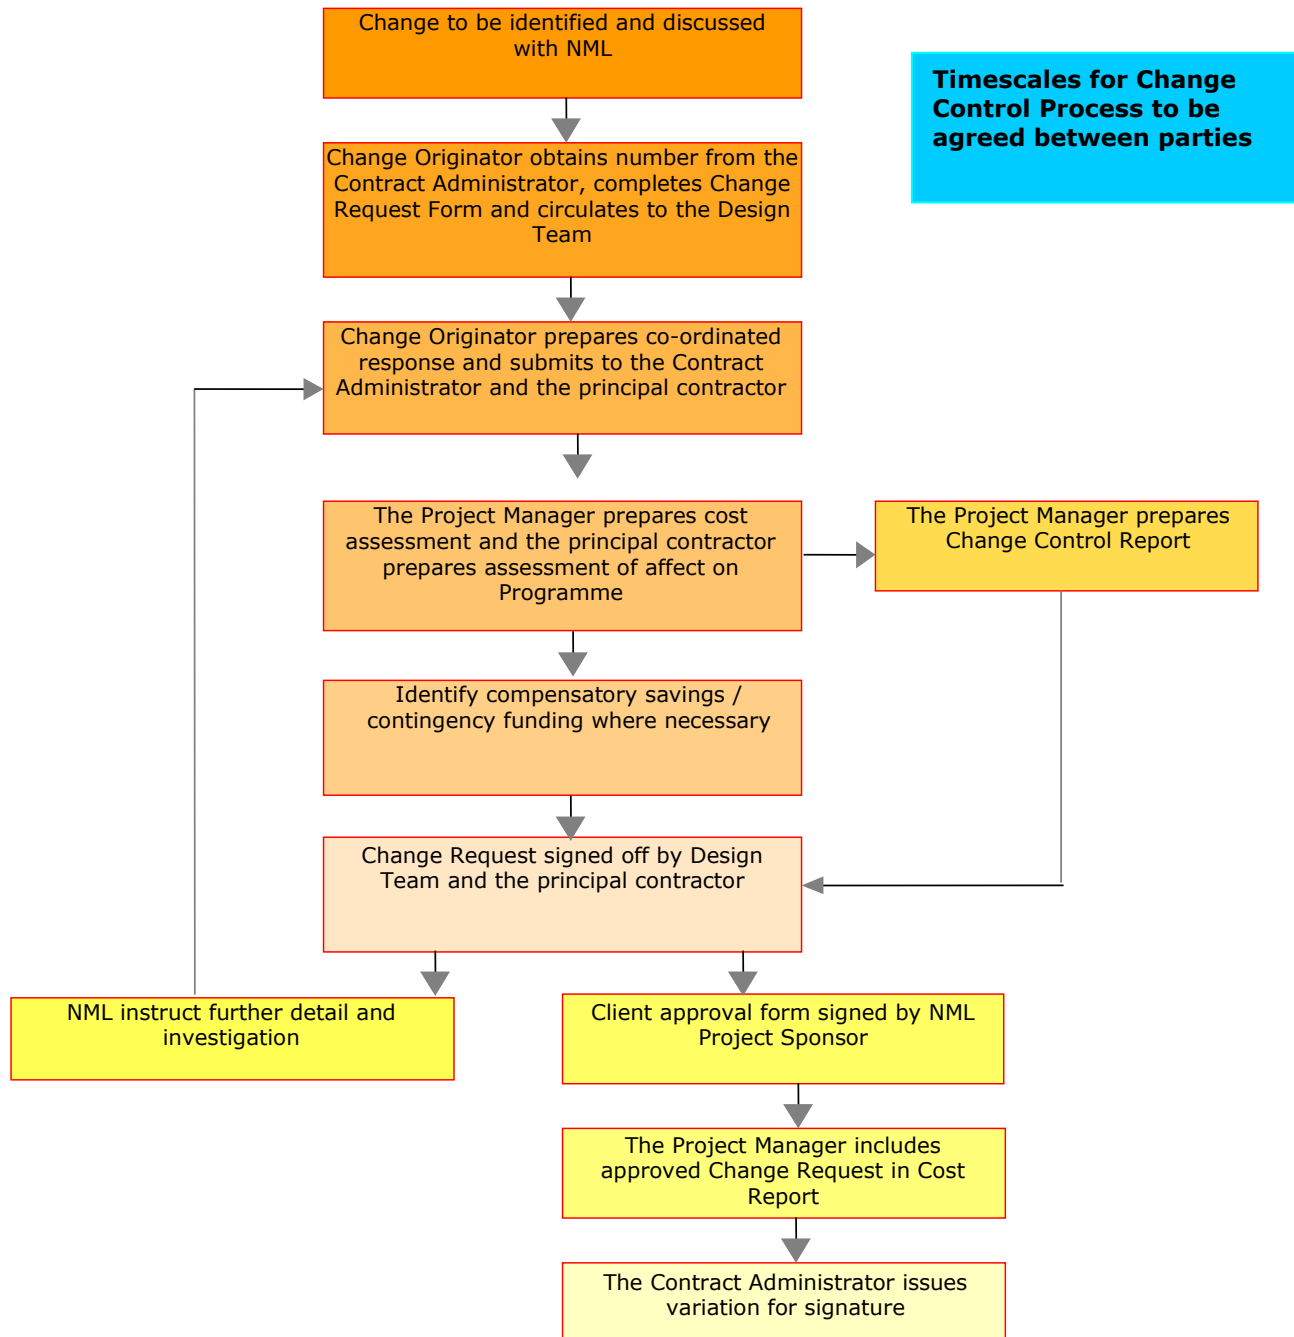 Change to be identified and discussed
with NML
Timescales for Change
Control Process to be
agreed between parties
Change Originator obtains number from the
Contract Administrator, completes Change
Request Form and circulates to the Design
Team
Change Originator prepares co-ordinated
response and submits to the Contract
Administrator and the principal contractor
The Project Manager prepares cost
assessment and the principal contractor
prepares assessment of affect on
Programme
The Project Manager prepares
Change Control Report
Identify compensatory savings /
contingency funding where necessary
Change Request signed off by Design
Team and the principal contractor
NML instruct further detail and
investigation
Client approval form signed by NML
Project Sponsor
The Project Manager includes
approved Change Request in Cost
Report
The Contract Administrator issues
variation for signature